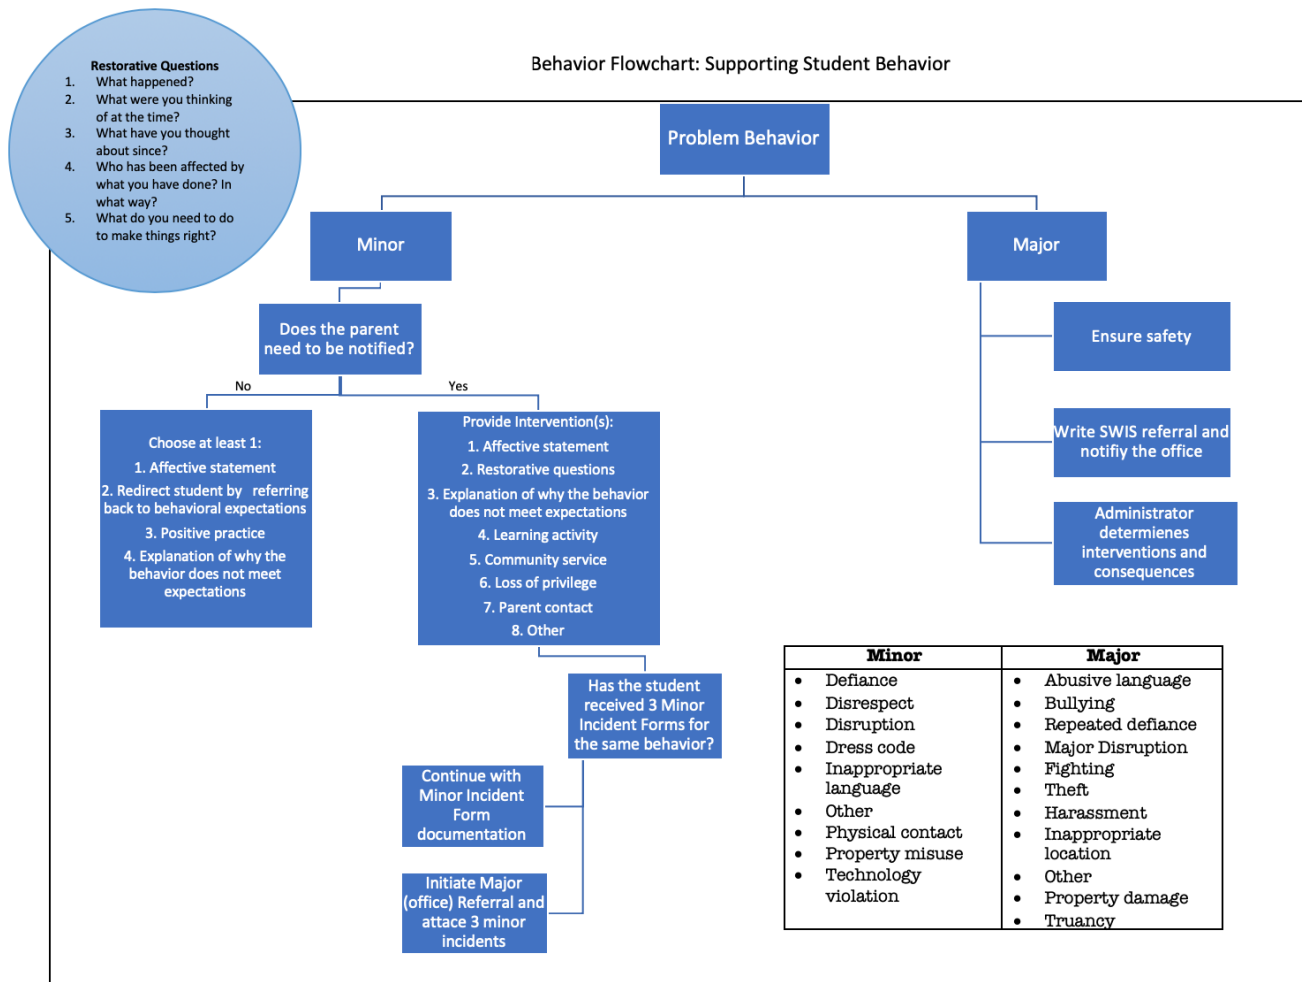 Restorative Questions
1. What happened?
2. What were you thinking
of at the time?
3. What have you thought
about since?
4. Who has been affected by
what you have done? In
what way?
5. What do you need to do
to make things right?
Behavior Flowchart: Supporting Student Behavior
Problem Behavior
Minor
Major
Does the parent
need to be notified?
No
Yes
Choose at least 1:
1. Affective statement
2. Redirect student by referring
back to behavioral expectations
3. Positive practice
4. Explanation of why the
behavior does not meet
expectations
Provide Intervention(s):
1. Affective statement
2. Restorative questions
3. Explanation of why the behavior
does not meet expectations
4. Learning activity
5. Community service
6. Loss of privilege
7. Parent contact
8. Other
Has the student
received 3 Minor
Incident Forms for
the same behavior?
Continue with
Minor Incident
Form
documentation
Initiate Major
(office) Referral and
attace 3 minor
incidents
Ensure safety
Write SWIS referral and
notifiy the office
Administrator
determienes
interventions and
consequences
Minor
• Defiance
• Disrespect
• Disruption
• Dress code
• Inappropriate
language
• Other
• Physical contact
• Property misuse
• Technology
violation
Major
• Abusive language
• Bullying
• Repeated defiance
• Major Disruption
• Fighting
• Theft
• Harassment
• Inappropriate
location
• Other
• Property damage
• Truancy